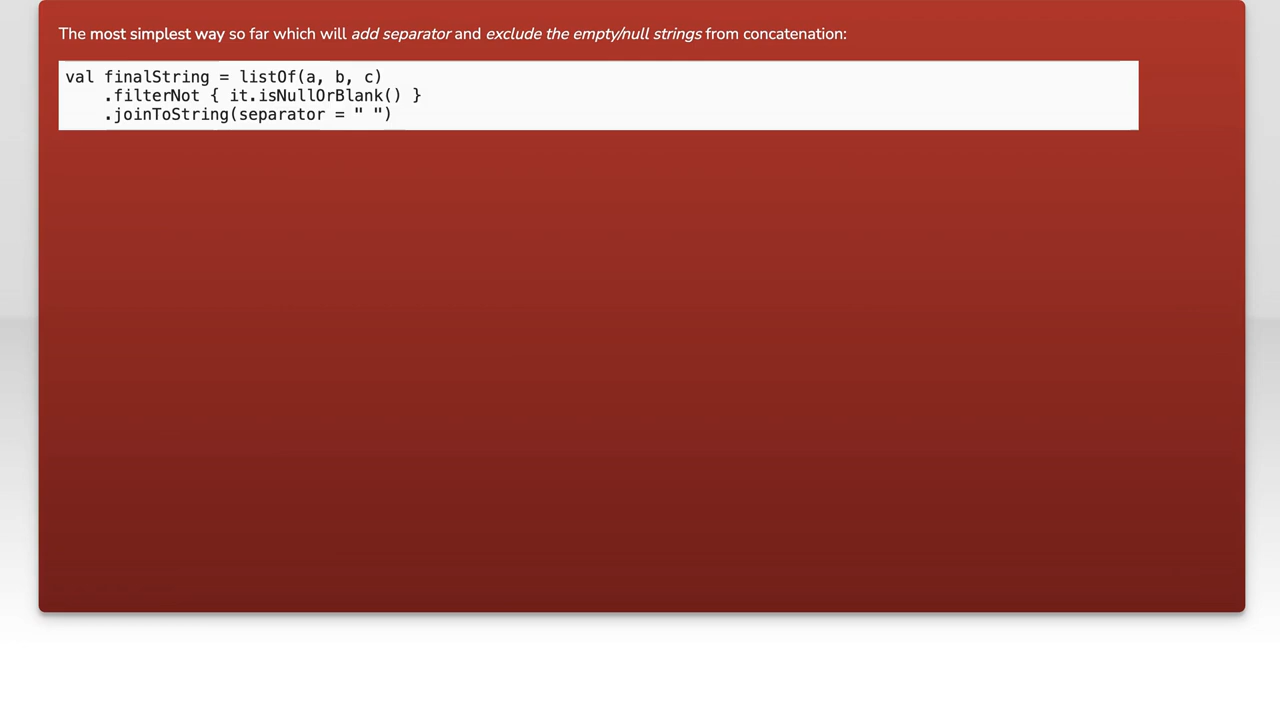 The most simplest way so far which will add separator and exclude the empty/null strings from concatenation:
val finalString = listOf(a, b, c)
    .filterNot { it.isNullOrBlank() }
    .joinToString(separator = " ")